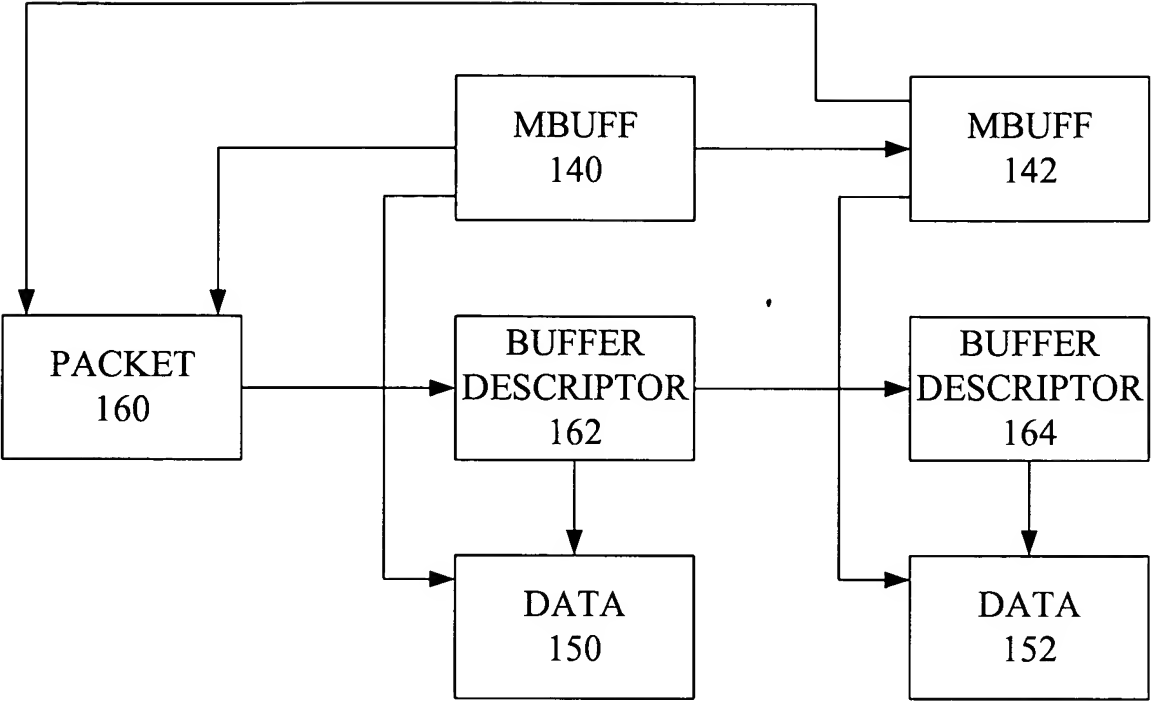 MBUFF
140
MBUFF
142
PACKET
160
BUFFER
DESCRIPTOR
162
BUFFER
DESCRIPTOR
164
DATA
150
DATA
152